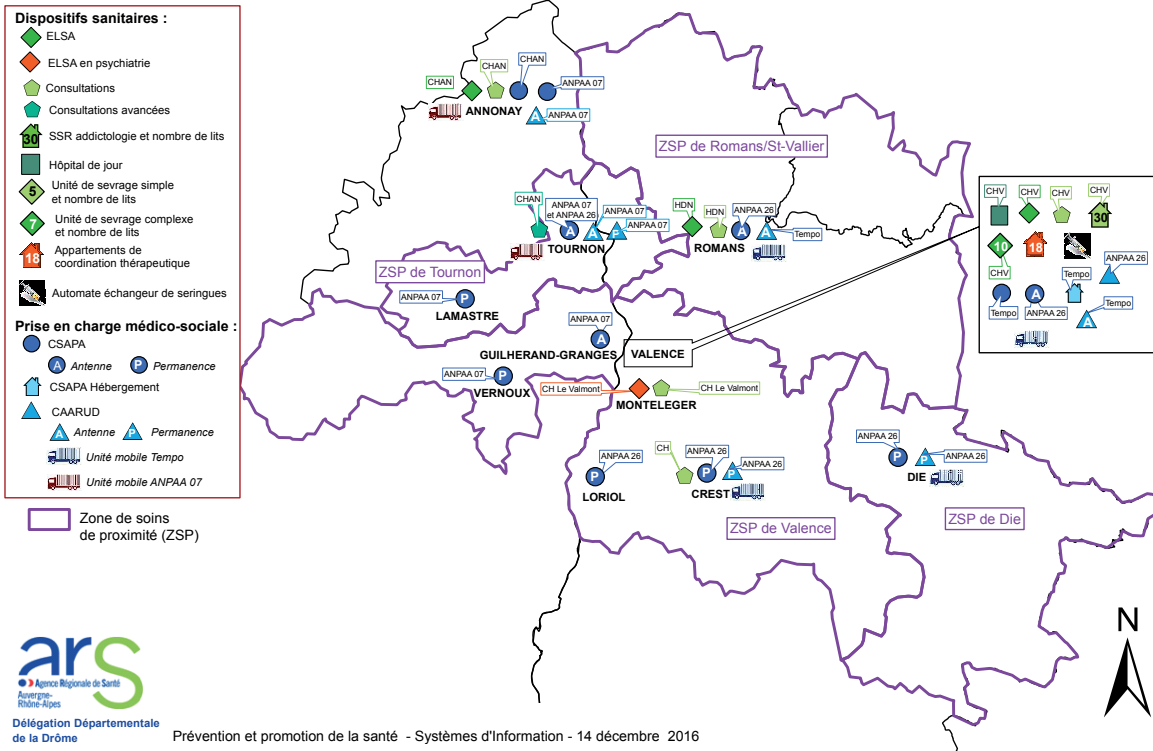 Dispositifs sanitaires :
ELSA
ELSA en psychiatrie
Consultations
Consultations avancées
30
SSR addictologie et nombre de lits
Hôpital de jour
5
Unité de sevrage simple
et nombre de lits
7
Unité de sevrage complexe
et nombre de lits
18
Appartements de
coordination thérapeutique
Automate échangeur de seringues
Prise en charge médico-sociale :
CSAPA
A Antenne P Permanence
CSAPA Hébergement
CAARUD
A Antenne P Permanence
Unité mobile Tempo
Unité mobile ANPAA 07
Zone de soins
de proximité (ZSP)
CHAN
CHAN
CHAN
ANPAA 07
ANNONAY
A
ANPAA 07
ZSP de Romans/St-Vallier
CHAN
ANPAA 07
et ANPAA 26
ANPAA 07
ANPAA 07
A
A
P
TOURNON
HDN
HDN
ANPAA 26
A
A
Tempo
ROMANS
ZSP de Tournon
ANPAA 07
P
LAMASTRE
ANPAA 07
A
GUILHERAND-GRANGES
VALENCE
ANPAA 07
P
VERNOUX
CH Le Valmont
CH Le Valmont
MONTELEGER
ANPAA 26
P
LORIOL
CH
ANPAA 26
P
P
ANPAA 26
CREST
ANPAA 26
P
P
ANPAA 26
DIE
ZSP de Valence
ZSP de Die
CHV
CHV
CHV
CHV
30
10
18
CHV
Tempo
ANPAA 26
Tempo
A
ANPAA 26
Tempo
A
N
ars
Agence Régionale de Santé
Auvergne-
Rhône-Alpes
Délégation Départementale
de la Drôme
Prévention et promotion de la santé - Systèmes d'Information - 14 décembre 2016